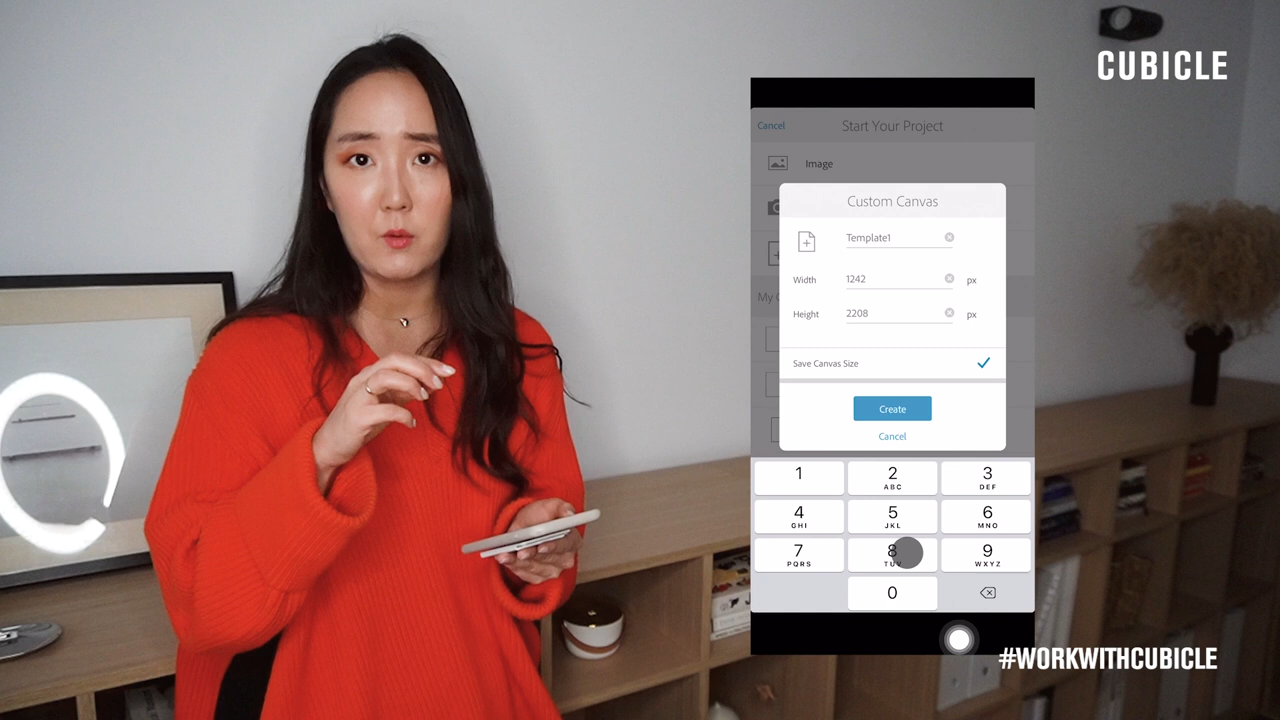 CUBICLE
Cancel
Start Your Project
Image
My
Custom Canvas
Template1
Width
1242
px
Height
2208
px
Save Canvas Size
Create
Cancel
1
2
ABC
3
DEF
4
GHI
5
JKL
6
MNO
7
PQRS
8
TUV
9
WXYZ
0
#WORKWITHCUBICLE